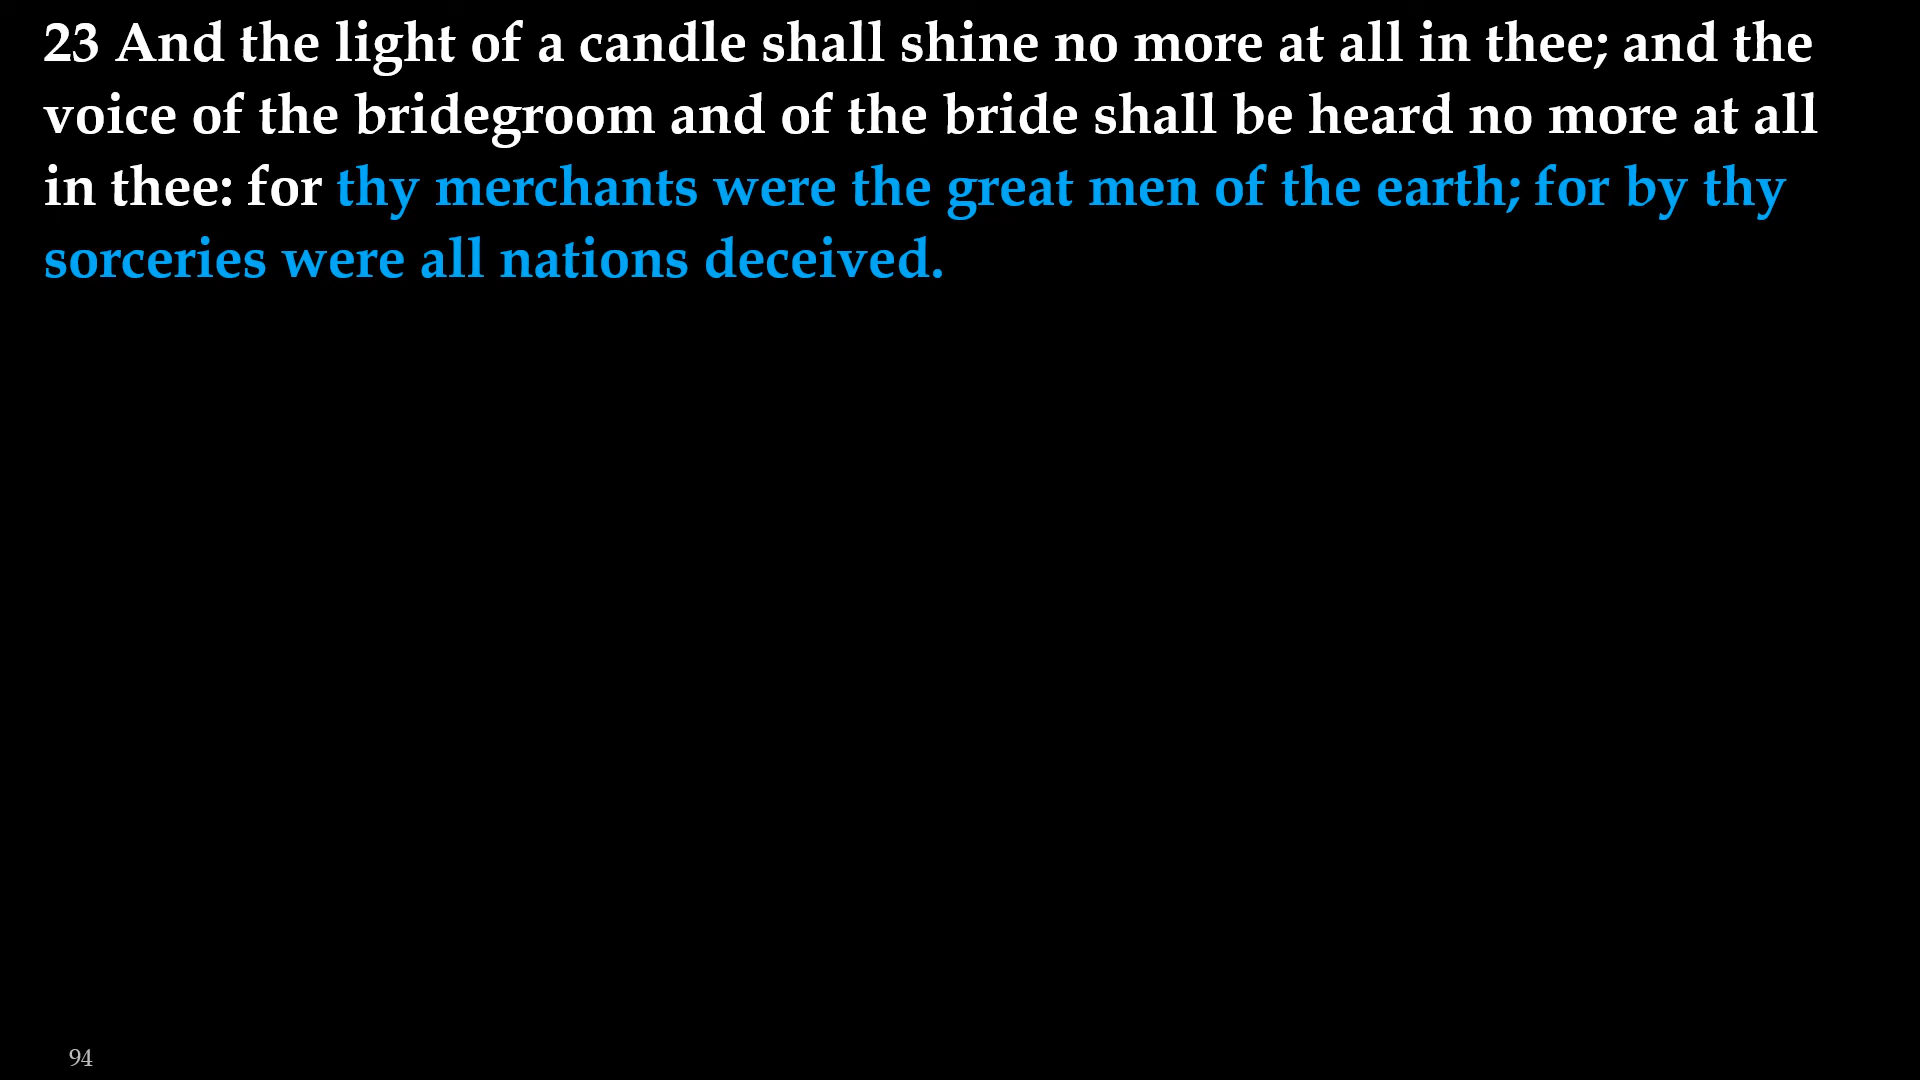 23 And the light of a candle shall shine no more at all in thee; and the
voice of the bridegroom and of the bride shall be heard no more at all
in thee: for thy merchants were the great men of the earth; for by thy
sorceries were all nations deceived.
94